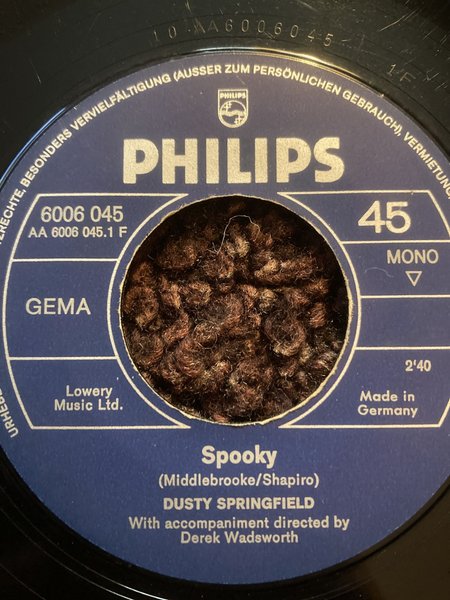 10 AA6006045 1F
URHEBERECHTE, BESONDERS VERVIELFÄLTIGUNG (AUSSER ZUM PERSÖNLICHEN GEBRAUCH), VERMIETUNG
PHILIPS
PHILIPS
6006 045
AA 6006 045.1 F
45
MONO
GEMA
2'40
Lowery
Music Ltd.
Made in
Germany
Spooky
(Middlebrooke/Shapiro)
DUSTY SPRINGFIELD
With accompaniment directed by
Derek Wadsworth